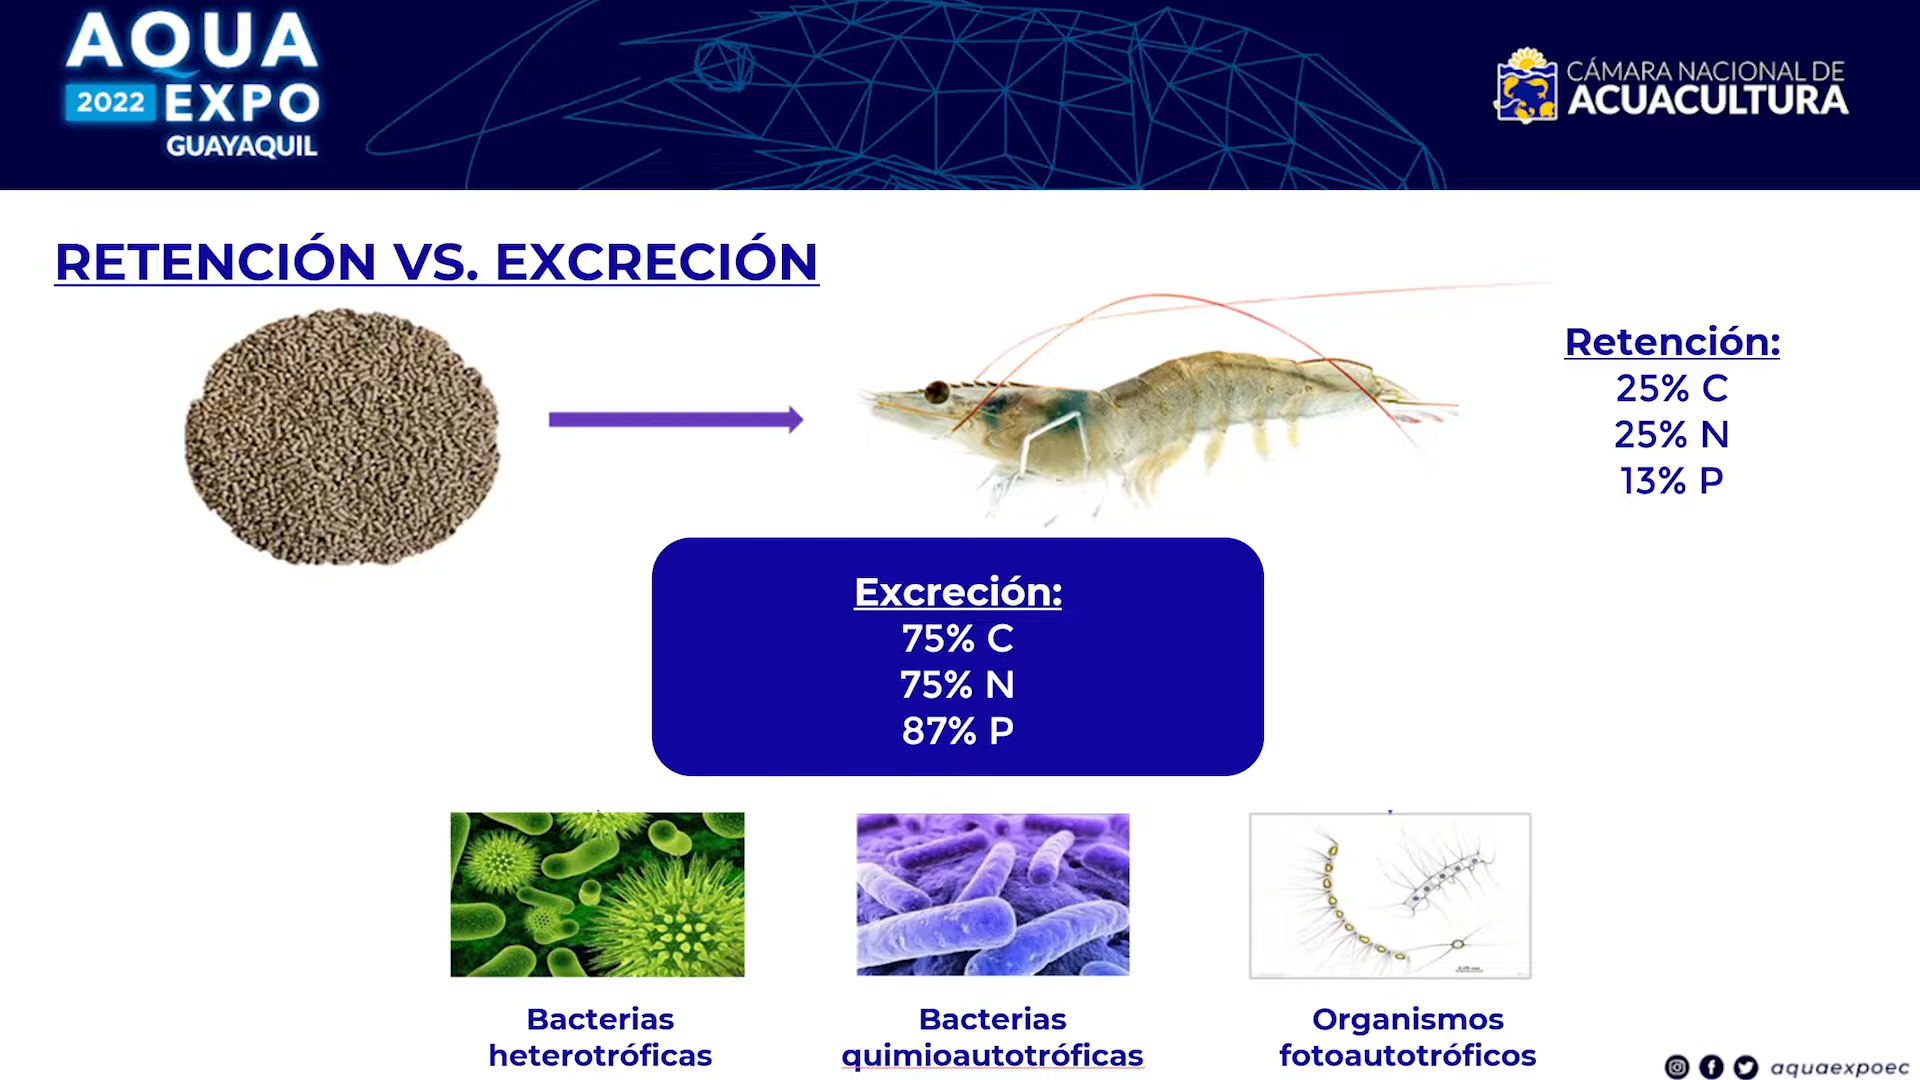 AQUA
2022 EXPO
GUAYAQUIL
CÁMARA NACIONAL DE
ACUACULTURA
RETENCIÓN VS. EXCRECIÓN
Retención:
25% C
25% N
13% P
Excreción:
75% C
75% N
87% P
Bacterias
heterotróficas
Bacterias
quimioautotróficas
Organismos
fotoautotróficos
aquaexpoec